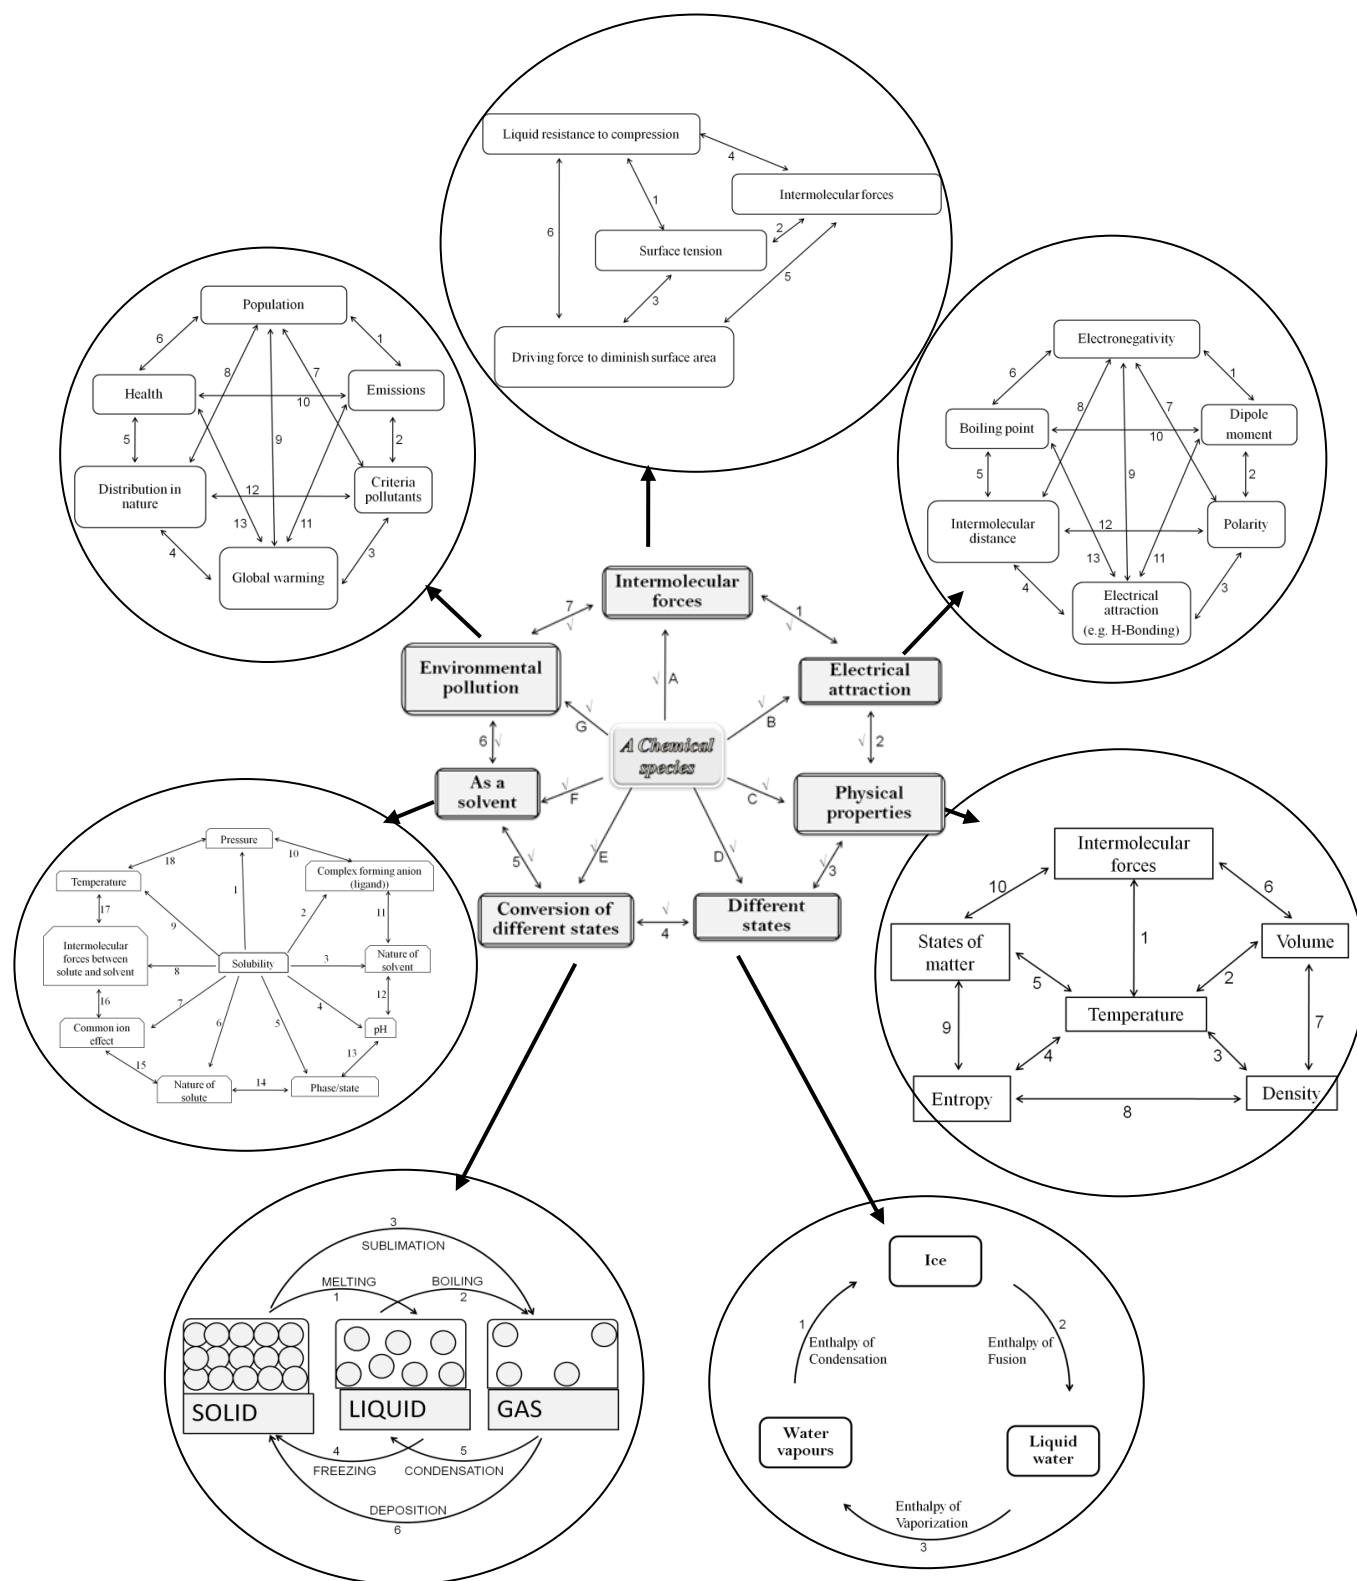 Liquid resistance to compression
4
Intermolecular forces
1
2
6
Surface tension
5
3
Driving force to diminish surface area
Population
6
1
8
7
Health
Emissions
10
5
9
2
Distribution in
nature
12
Criteria
pollutants
13
11
4
3
Global warming
Electronegativity
6
1
8
7
Boiling point
Dipole
moment
10
5
9
2
Intermolecular
distance
12
Polarity
13
11
4
3
Electrical
attraction
(e.g. H-Bonding)
Intermolecular
forces
7
√
1
√
Environmental
pollution
√ A
Electrical
attraction
√
G
√
B
6 √
√ 2
A Chemical
species
As a
solvent
√
F
√
C
Physical
properties
5 √
√ E
D √
√ 3
Conversion of
different states
√
4
Different
states
Pressure
18
10
Temperature
Complex forming anion
(ligand))
1
2
17
9
11
Intermolecular
forces between
solute and solvent
8
Solubility
3
Nature of
solvent
16
7
6
5
4
12
Common ion
effect
pH
15
13
Nature of
solute
14
Phase/state
Intermolecular
forces
10
6
States of
matter
1
Volume
5
2
Temperature
9
4
3
7
Entropy
8
Density
3
SUBLIMATION
MELTING
1
BOILING
2
SOLID
LIQUID
GAS
4
FREEZING
5
CONDENSATION
DEPOSITION
6
Ice
1
Enthalpy of
Condensation
2
Enthalpy of
Fusion
Water
vapours
Liquid
water
Enthalpy of
Vaporization
3